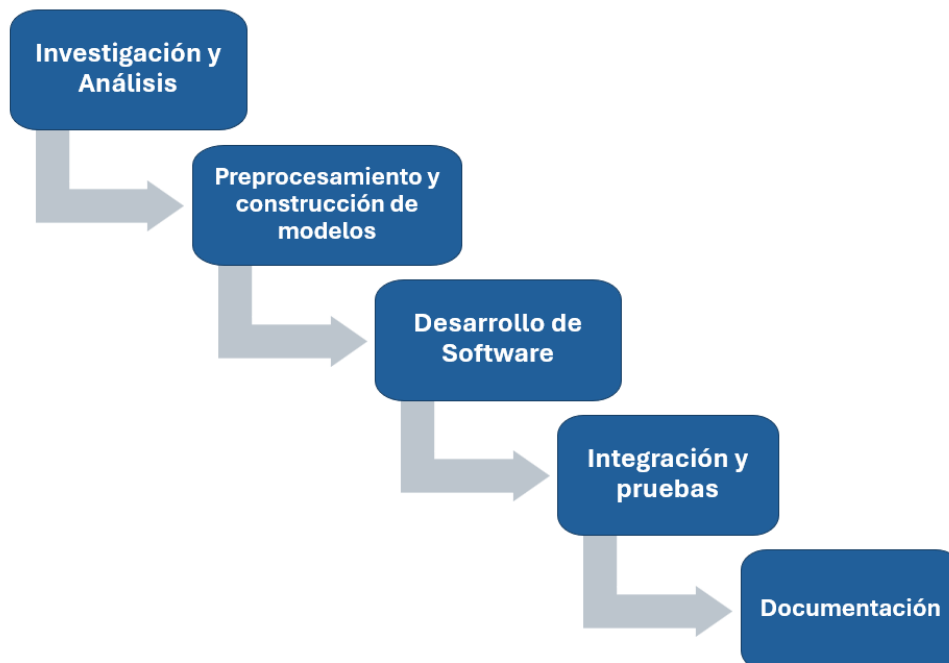 Investigación y
Análisis
Preprocesamiento y
construcción de
modelos
Desarrollo de
Software
Integración y
pruebas
Documentación